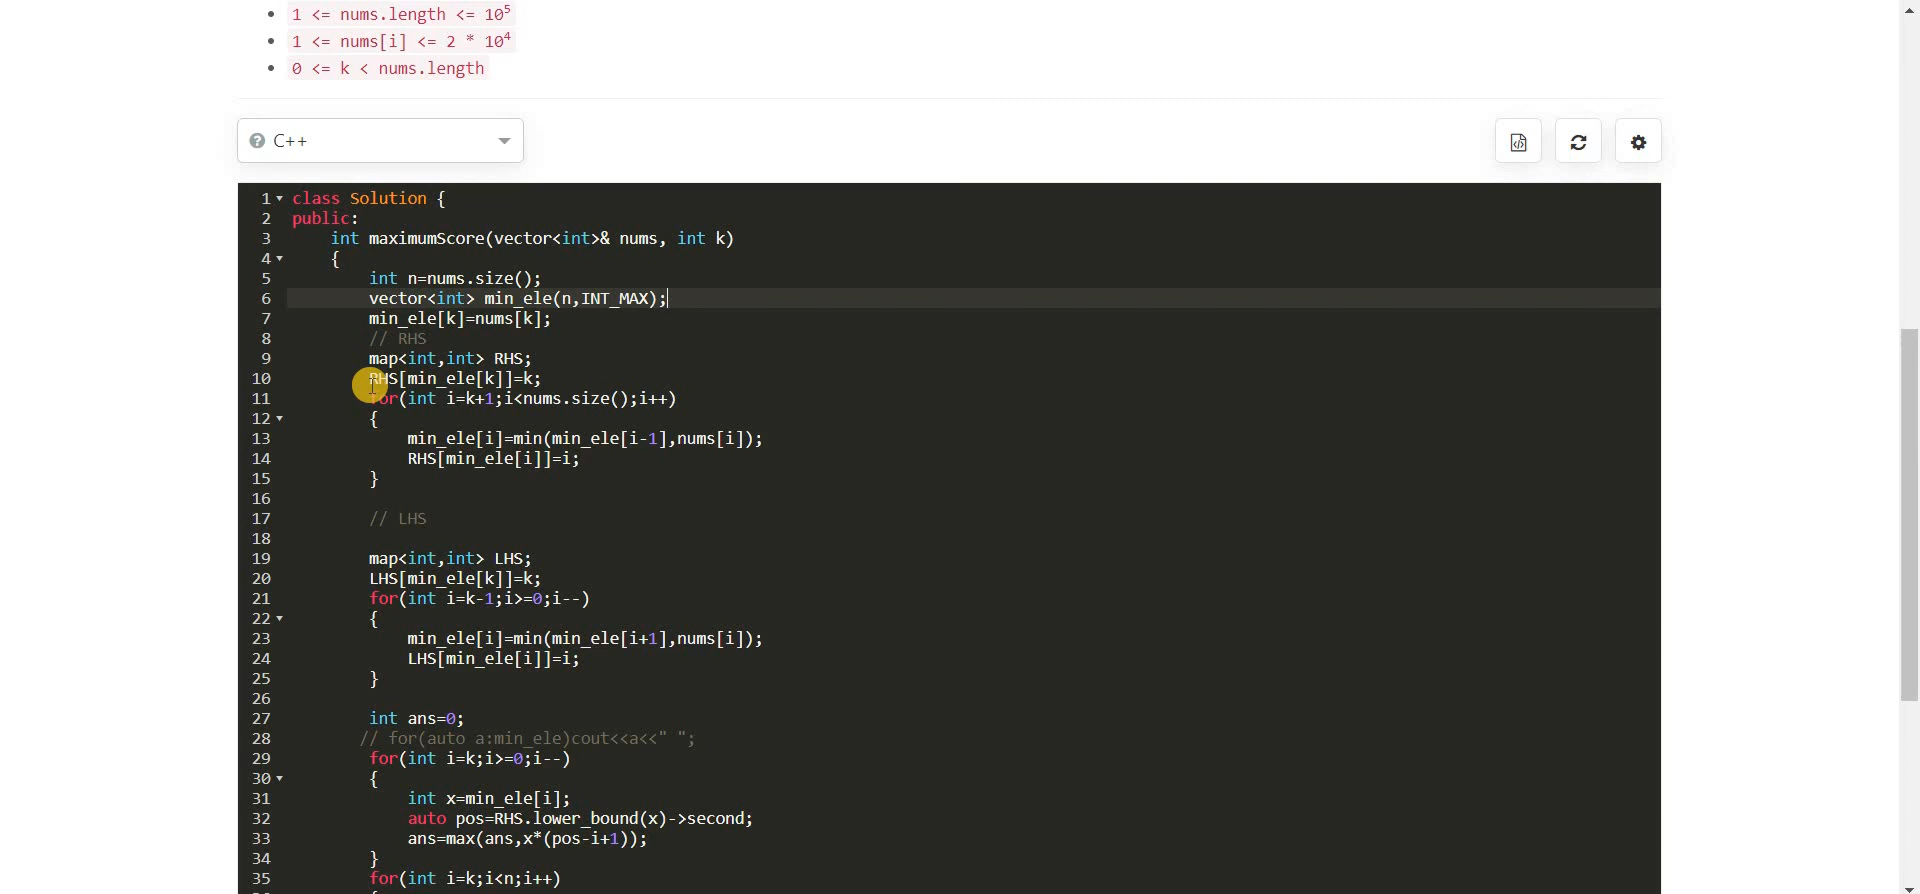 1 <= nums.length <= 10⁵
1 <= nums[i] <= 2 * 10⁴
0 <= k < nums.length
C++
1 class Solution {
2 public:
3     int maximumScore(vector<int>& nums, int k)
4     {
5         int n=nums.size();
6         vector<int> min_ele(n,INT_MAX);
7         min_ele[k]=nums[k];
8         // RHS
9         map<int,int> RHS;
10         RHS[min_ele[k]]=k;
11         for(int i=k+1;i<nums.size();i++)
12         {
13             min_ele[i]=min(min_ele[i-1],nums[i]);
14             RHS[min_ele[i]]=i;
15         }
16
17         // LHS
18
19         map<int,int> LHS;
20         LHS[min_ele[k]]=k;
21         for(int i=k-1;i>=0;i--)
22         {
23             min_ele[i]=min(min_ele[i+1],nums[i]);
24             LHS[min_ele[i]]=i;
25         }
26
27         int ans=0;
28        // for(auto a:min_ele)cout<<a<<" ";
29         for(int i=k;i>=0;i--)
30         {
31             int x=min_ele[i];
32             auto pos=RHS.lower_bound(x)->second;
33             ans=max(ans,x*(pos-i+1));
34         }
35         for(int i=k;i<n;i++)